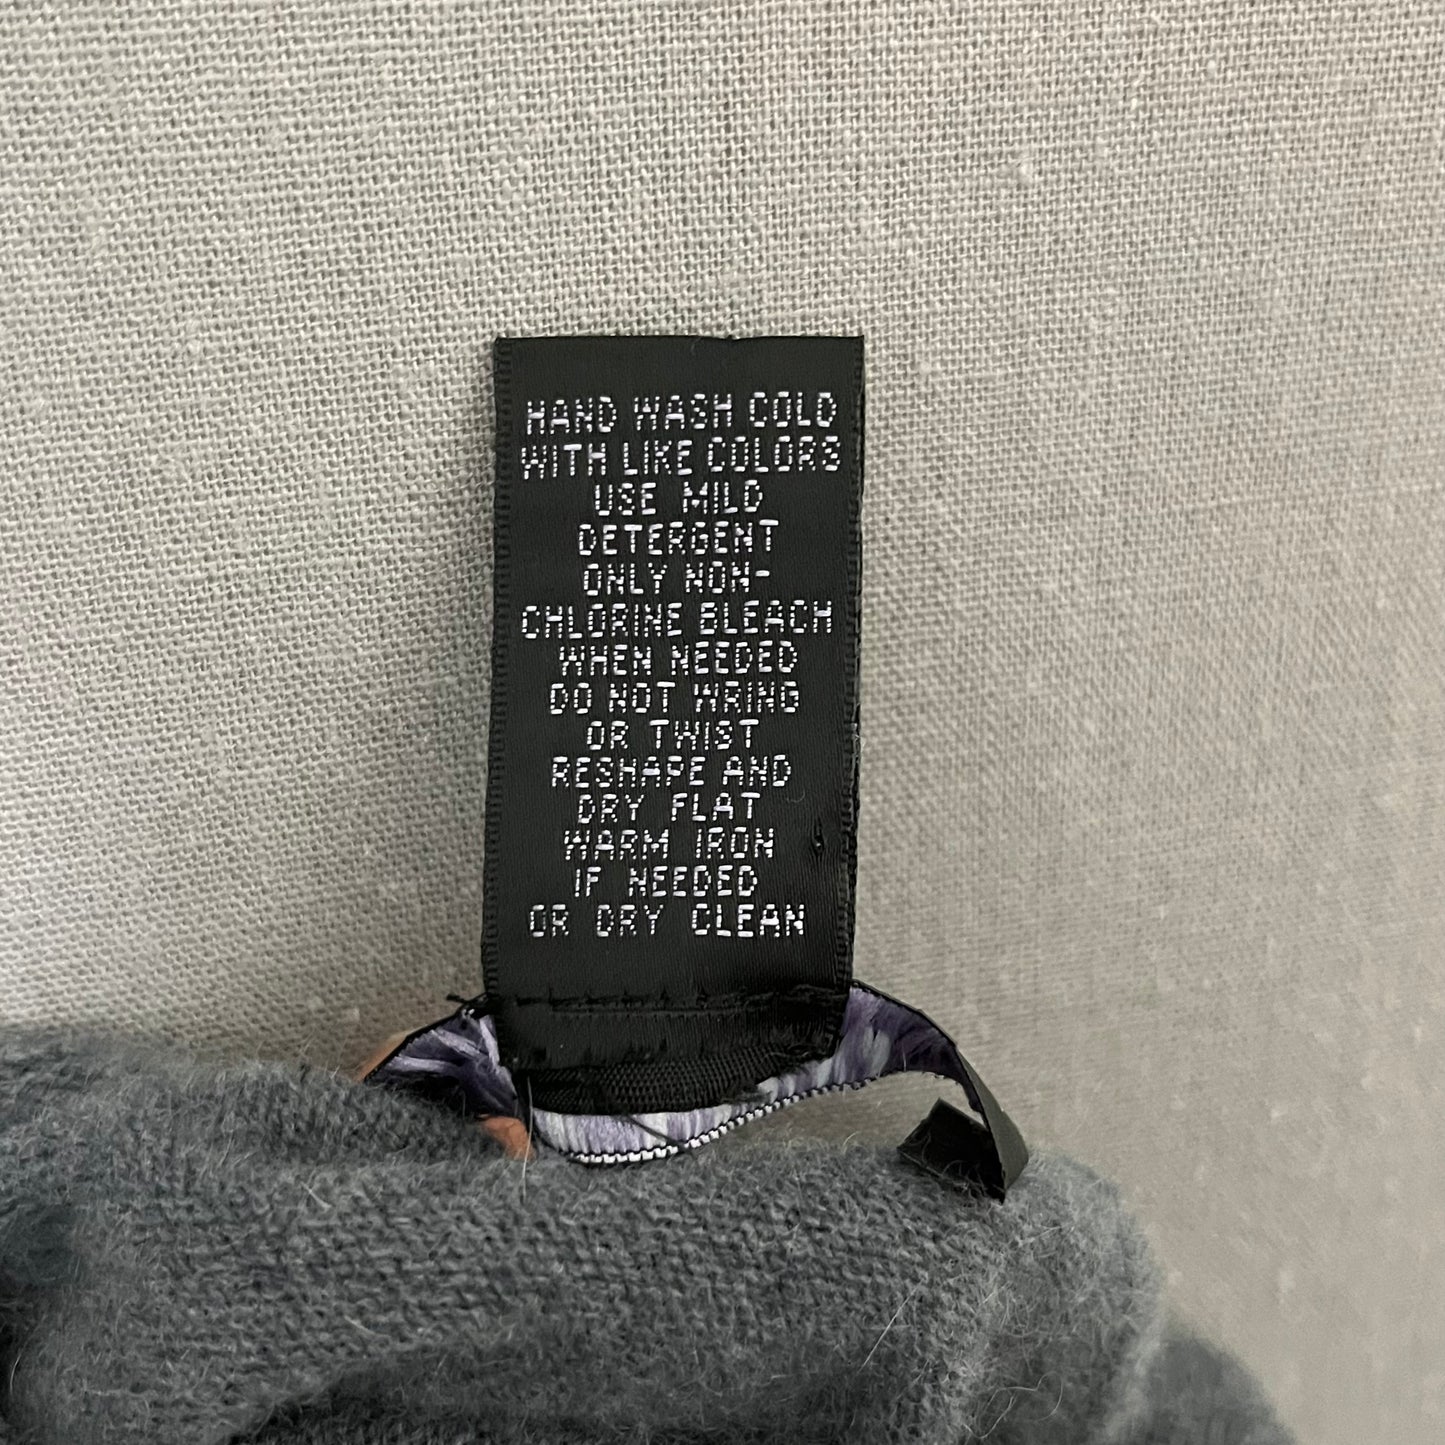 HAND WASH COLD
WITH LIKE COLORS
USE MILD
DETERGENT
ONLY NON-
CHLORINE BLEACH
WHEN NEEDED
DO NOT WRING
OR TWIST
RESHAPE AND
DRY FLAT
WARM IRON
IF NEEDED
OR DRY CLEAN